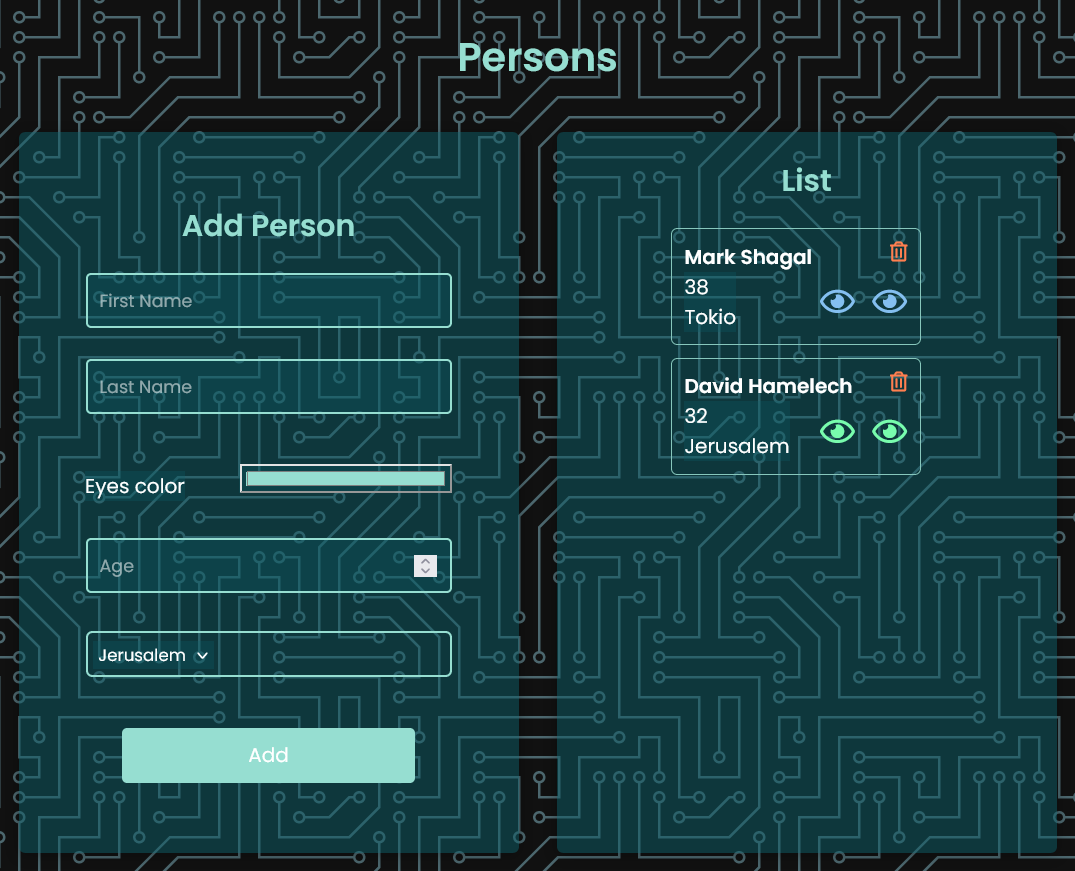 Persons
Add Person
First Name
Last Name
Eyes color
Age
Jerusalem
Add
List
Mark Shagal
38
Tokio
David Hamelech
32
Jerusalem